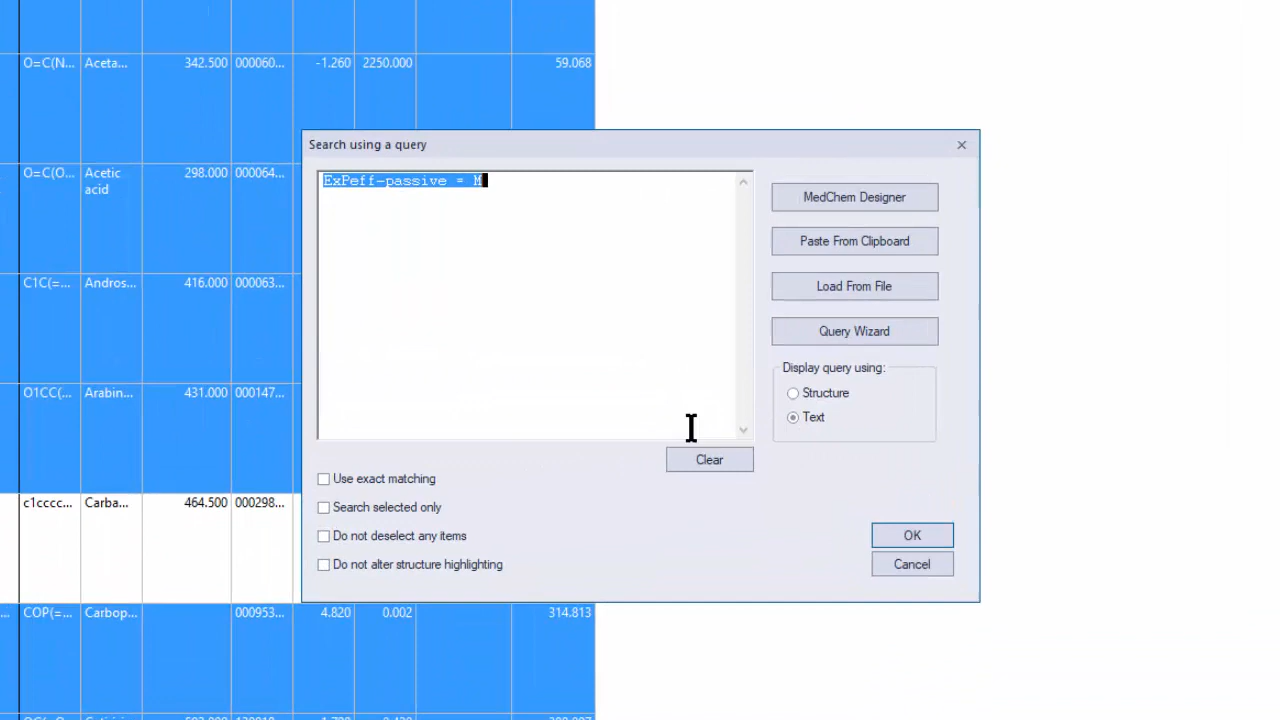 O=C(N... Aceta... 342.500 000060... -1.260 2250.000 59.068
Search using a query
ExPeff-passive = M
MedChem Designer
O=C(O... Acetic acid 298.000 000064...
Paste From Clipboard
C1C(=... Andros... 416.000 000063...
Load From File
Query Wizard
Display query using:
Structure
Text
O1CC(... Arabin... 431.000 000147...
Clear
Use exact matching
Search selected only
Do not deselect any items
Do not alter structure highlighting
OK
Cancel
c1cccc... Carba... 464.500 000298...
... COP(=... Carbop... 000953... 4.820 0.002 314.813